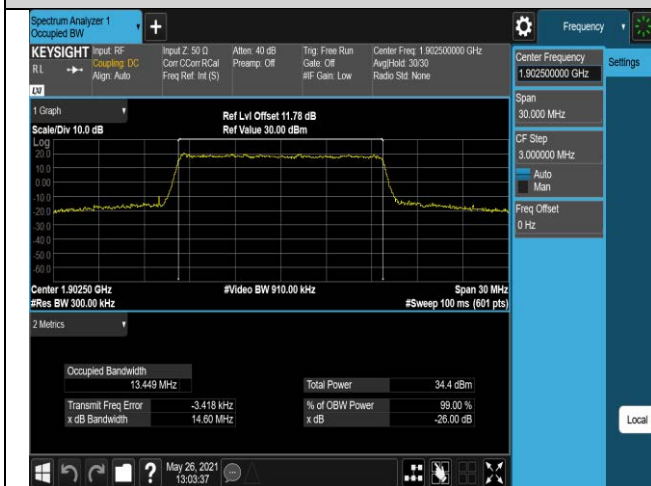 Spectrum Analyzer 1
Occupied BW
+
Frequency
KEYSIGHT
Input: RF
Coupling: DC
Align: Auto
Input Z: 50 Ω
Corr CCorr RCal
Freq Ref: Int (S)
Atten: 40 dB
Preamp: Off
Trig: Free Run
Gate: Off
#IF Gain: Low
Center Freq: 1.902500000 GHz
Avg|Hold: 30/30
Radio Std: None
RL
LXI
1 Graph
Scale/Div 10.0 dB
Ref Lvl Offset 11.78 dB
Ref Value 30.00 dBm
Log
20.0
10.0
0.00
-10.0
-20.0
-30.0
-40.0
-50.0
-60.0
Center 1.90250 GHz
#Res BW 300.00 kHz
#Video BW 910.00 kHz
Span 30 MHz
#Sweep 100 ms (601 pts)
2 Metrics
Occupied Bandwidth
13.449 MHz
Total Power 34.4 dBm
Transmit Freq Error -3.418 kHz
% of OBW Power 99.00 %
x dB Bandwidth 14.60 MHz
x dB -26.00 dB
Center Frequency
1.902500000 GHz
Settings
Span
30.000 MHz
CF Step
3.000000 MHz
Auto
Man
Freq Offset
0 Hz
Local
?
May 26, 2021
13:03:37